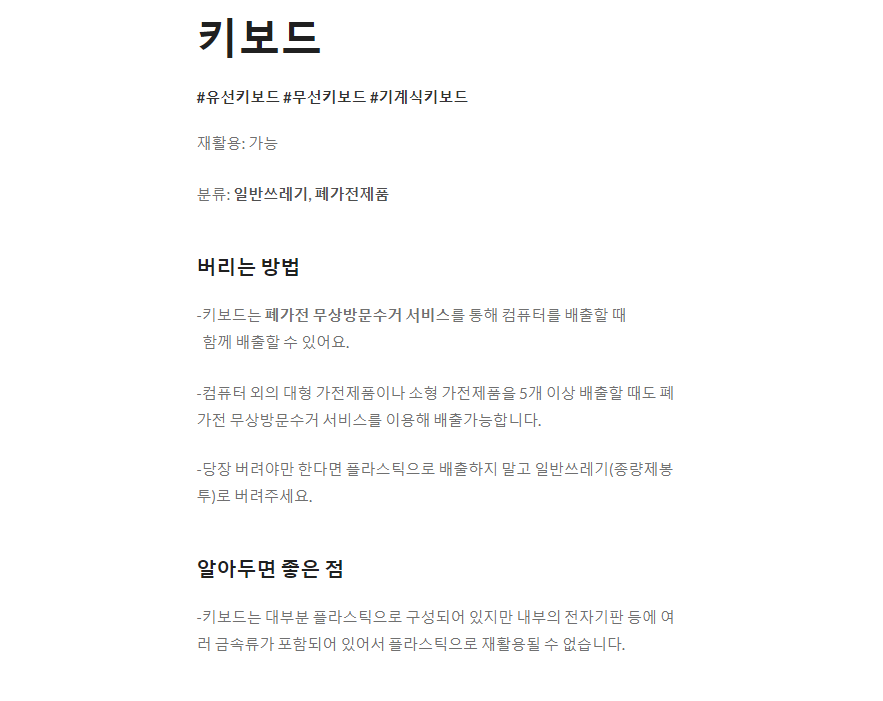 키보드
#유선키보드 #무선키보드 #기계식키보드
재활용: 가능
분류: 일반쓰레기, 폐가전제품
버리는 방법
-키보드는 폐가전 무상방문수거 서비스를 통해 컴퓨터를 배출할 때
함께 배출할 수 있어요.
-컴퓨터 외의 대형 가전제품이나 소형 가전제품을 5개 이상 배출할 때도 폐
가전 무상방문수거 서비스를 이용해 배출가능합니다.
-당장 버려야만 한다면 플라스틱으로 배출하지 말고 일반쓰레기(종량제봉
투)로 버려주세요.
알아두면 좋은 점
-키보드는 대부분 플라스틱으로 구성되어 있지만 내부의 전자기판 등에 여
러 금속류가 포함되어 있어서 플라스틱으로 재활용될 수 없습니다.